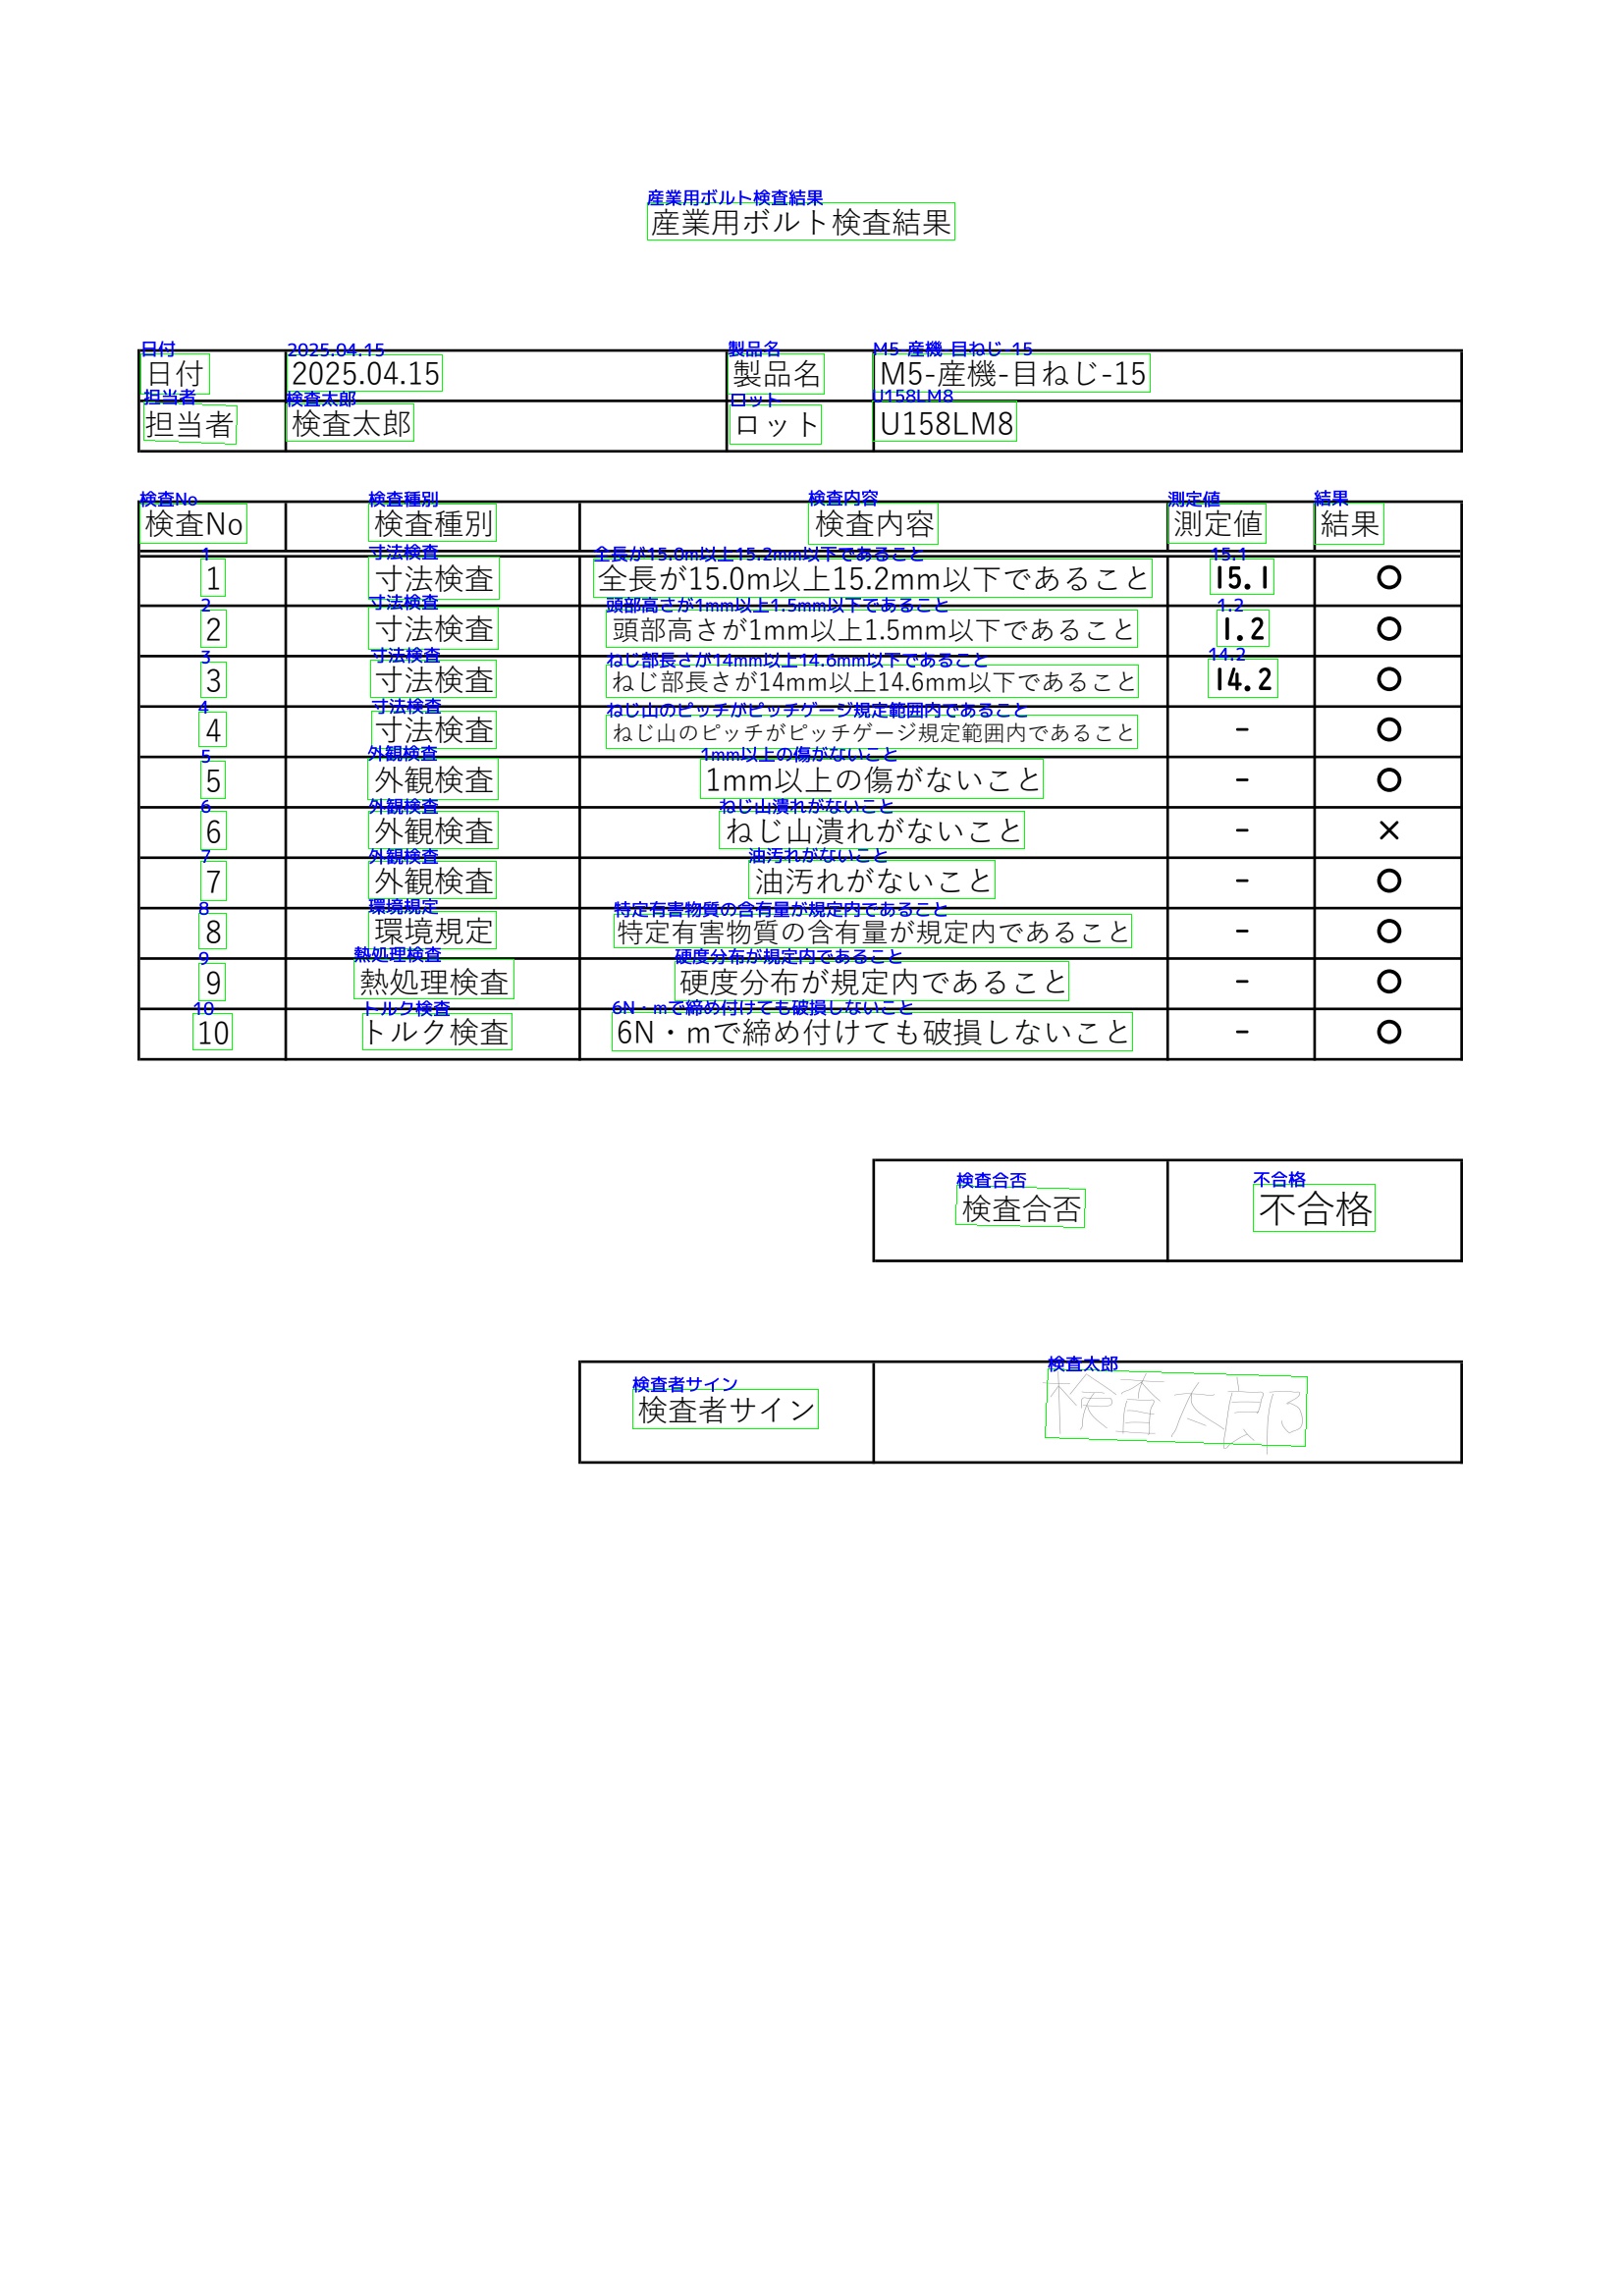 産業用ボルト検査結果
産業用ボルト検査結果
日付 2025.04.15 製品名 M5-産機-目ねじ-15
日付 2025.04.15 製品名 M5-産機-目ねじ-15
担当者 検査太郎 ロット U158LM8
担当者 検査太郎 ロット U158LM8
検査No 検査種別 検査内容 測定値 結果
検査No 検査種別 検査内容 測定値 結果
1 寸法検査 全長が15.0m以上15.2mm以下であること 15.1
1 寸法検査 全長が15.0m以上15.2mm以下であること 15.1 ○
2 寸法検査 頭部高さが1mm以上1.5mm以下であること 1.2
2 寸法検査 頭部高さが1mm以上1.5mm以下であること 1.2 ○
3 寸法検査 ねじ部長さが14mm以上14.6mm以下であること 14.2
3 寸法検査 ねじ部長さが14mm以上14.6mm以下であること 14.2 ○
4 寸法検査 ねじ山のピッチがピッチゲージ規定範囲内であること
4 寸法検査 ねじ山のピッチがピッチゲージ規定範囲内であること - ○
5 外観検査 1mm以上の傷がないこと
5 外観検査 1mm以上の傷がないこと - ○
6 外観検査 ねじ山潰れがないこと
6 外観検査 ねじ山潰れがないこと - ×
7 外観検査 油汚れがないこと
7 外観検査 油汚れがないこと - ○
8 環境規定 特定有害物質の含有量が規定内であること
8 環境規定 特定有害物質の含有量が規定内であること - ○
9 熱処理検査 硬度分布が規定内であること
9 熱処理検査 硬度分布が規定内であること - ○
10 トルク検査 6N・mで締め付けても破損しないこと
10 トルク検査 6N・mで締め付けても破損しないこと - ○
検査合否 不合格
検査合否 不合格
検査者サイン 検査太郎
検査者サイン 検査太郎